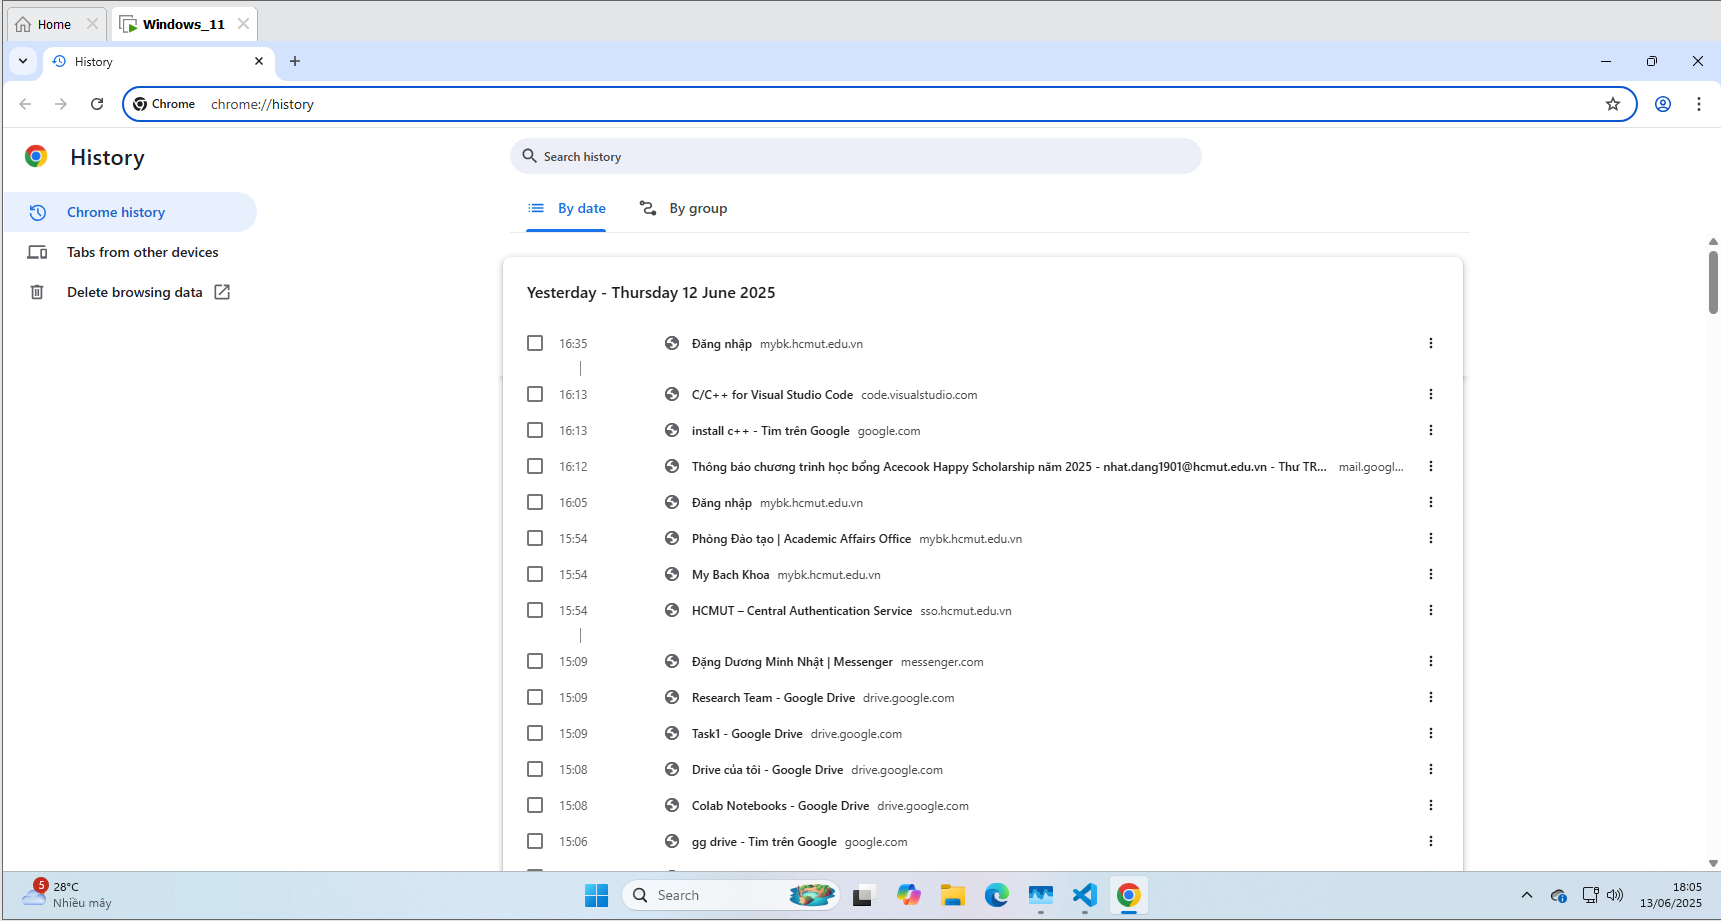 Home
Windows_11
History
Chrome chrome://history
History
Search history
Chrome history
Tabs from other devices
Delete browsing data
By date By group
Yesterday - Thursday 12 June 2025
16:35 Đăng nhập mybk.hcmut.edu.vn
16:13 C/C++ for Visual Studio Code code.visualstudio.com
16:13 install c++ - Tìm trên Google google.com
16:12 Thông báo chương trình học bổng Acecook Happy Scholarship năm 2025 - nhat.dang1901@hcmut.edu.vn - Thư TR... mail.googl...
16:05 Đăng nhập mybk.hcmut.edu.vn
15:54 Phòng Đào tạo | Academic Affairs Office mybk.hcmut.edu.vn
15:54 My Bach Khoa mybk.hcmut.edu.vn
15:54 HCMUT – Central Authentication Service sso.hcmut.edu.vn
15:09 Đặng Dương Minh Nhật | Messenger messenger.com
15:09 Research Team - Google Drive drive.google.com
15:09 Task1 - Google Drive drive.google.com
15:08 Drive của tôi - Google Drive drive.google.com
15:08 Colab Notebooks - Google Drive drive.google.com
15:06 gg drive - Tìm trên Google google.com
5
28°C
Nhiều mây
Search
18:05
13/06/2025